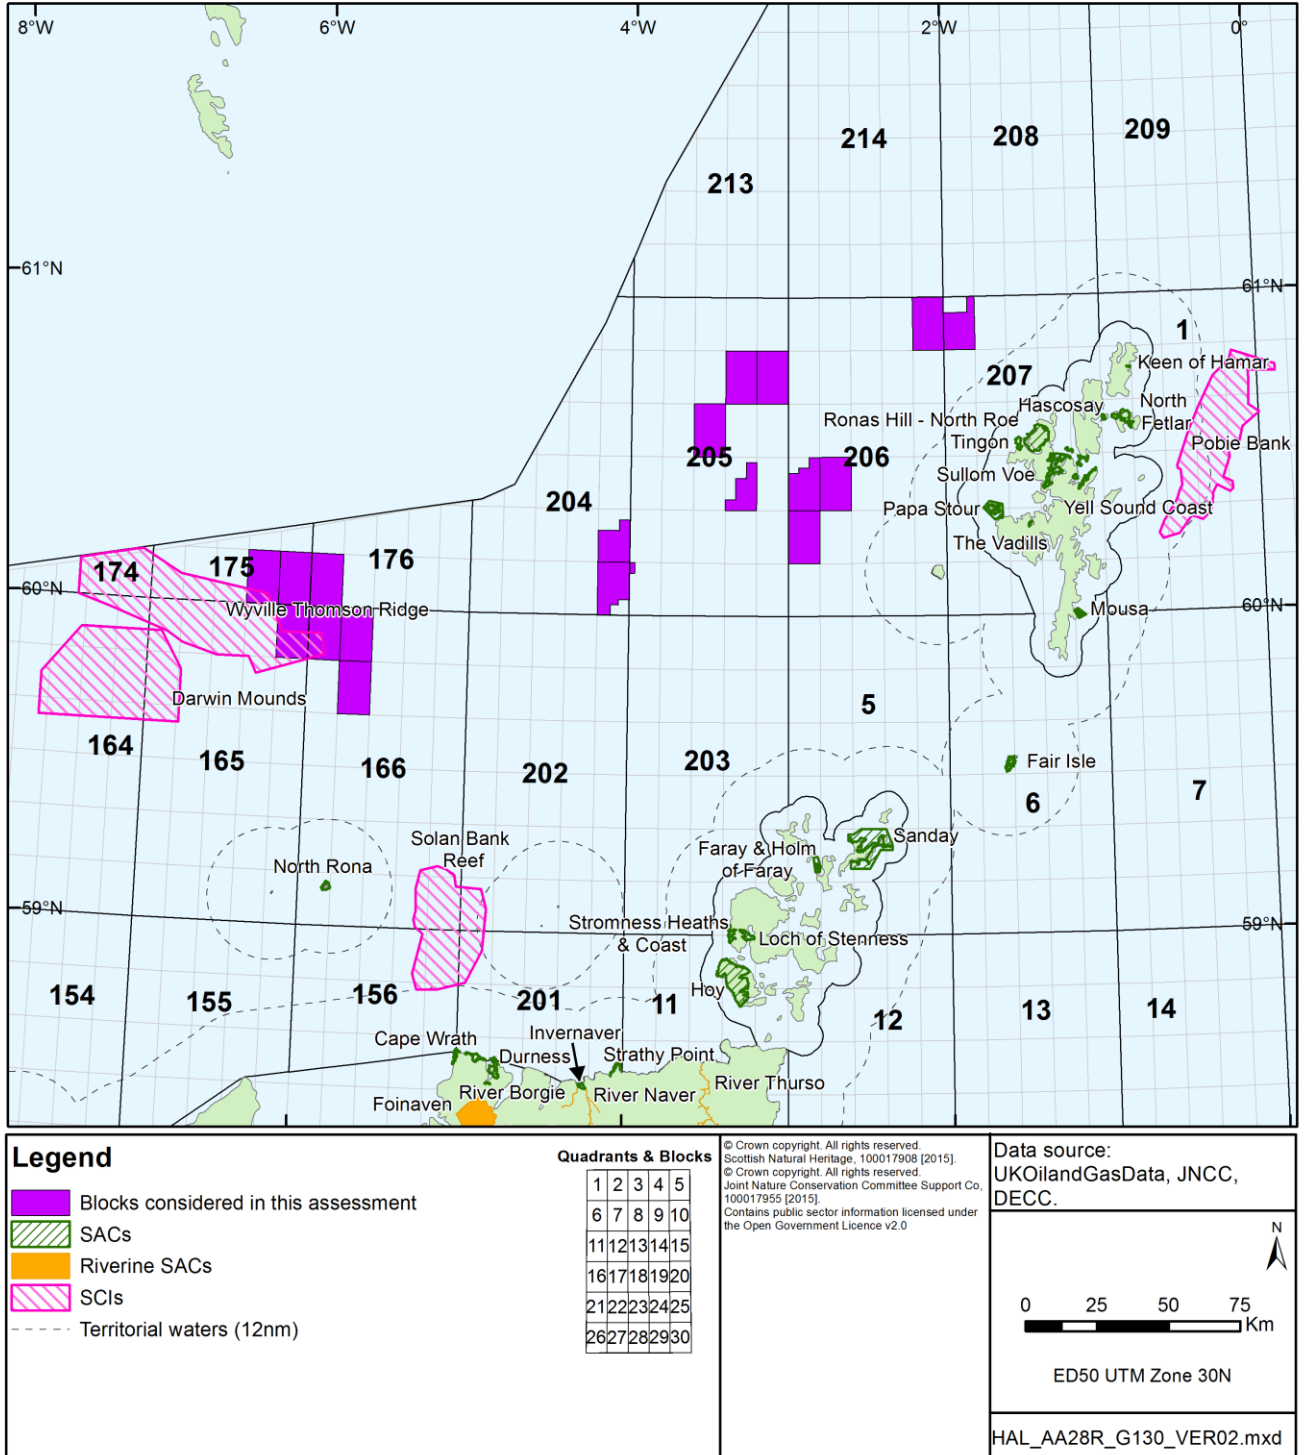 8°W
6°W
4°W
2°W
0°
214
208
209
213
61°N
61°N
1
207
Keen of Hamar
Hascosay
North
Fetlar
Ronas Hill - North Roe
Tingon
Pobie Bank
205
206
Sullom Voe
204
Papa Stour
Yell Sound Coast
The Vadills
174
175
176
60°N
60°N
Wyville Thomson Ridge
Mousa
Darwin Mounds
5
164
165
166
202
203
Fair Isle
6
7
Solan Bank
Reef
North Rona
Faray & Holm
of Faray
Sanday
59°N
59°N
Stromness Heaths
& Coast
Loch of Stenness
Hoy
154
155
156
201
11
12
13
14
Cape Wrath
Invernaver
Durness
Strathy Point
River Borgie
River Naver
River Thurso
Foinaven
Legend
Blocks considered in this assessment
SACs
Riverine SACs
SCIs
Territorial waters (12nm)
Quadrants & Blocks
1 2 3 4 5
6 7 8 9 10
11 12 13 14 15
16 17 18 19 20
21 22 23 24 25
26 27 28 29 30
© Crown copyright. All rights reserved.
Scottish Natural Heritage, 100017908 [2015].
© Crown copyright. All rights reserved.
Joint Nature Conservation Committee Support Co,
100017955 [2015].
Contains public sector information licensed under
the Open Government Licence v2.0
Data source:
UKOilandGasData, JNCC,
DECC.
N
0 25 50 75
Km
ED50 UTM Zone 30N
HAL_AA28R_G130_VER02.mxd